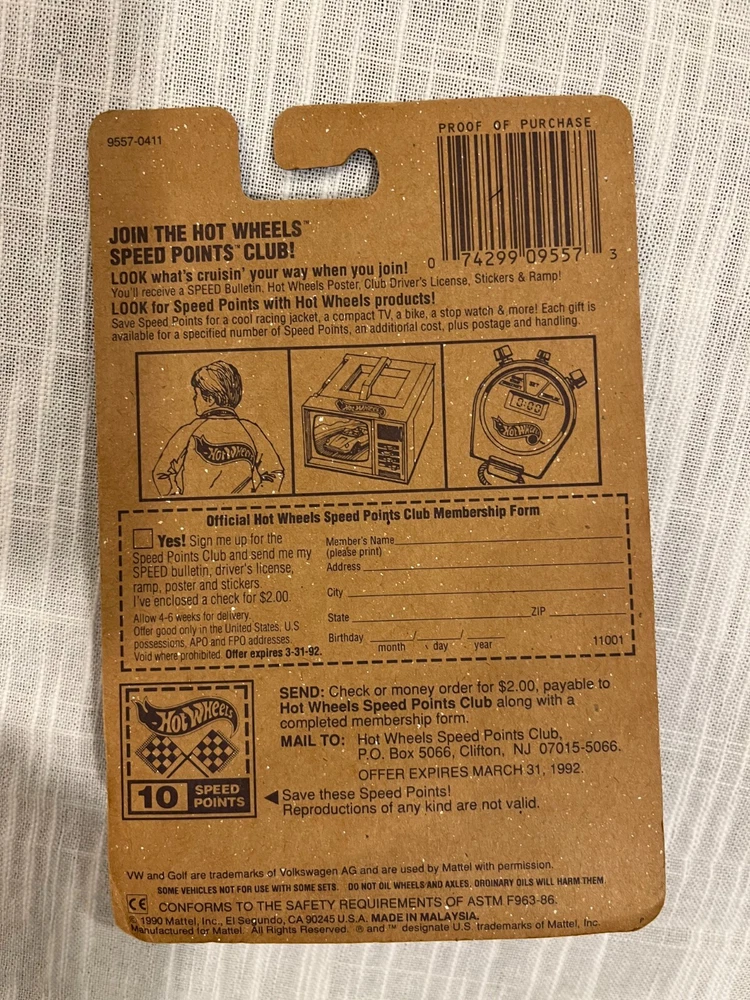 9557-0411
PROOF OF PURCHASE
0 74299 09557 3
JOIN THE HOT WHEELS™
SPEED POINTS™ CLUB!
LOOK what's cruisin' your way when you join!
You'll receive a SPEED Bulletin, Hot Wheels Poster, Club Driver's License, Stickers & Ramp!
LOOK for Speed Points with Hot Wheels products!
Save Speed Points for a cool racing jacket, a compact TV, a bike, a stop watch & more! Each gift is
available for a specified number of Speed Points, an additional cost, plus postage and handling.
Hot Wheels
Hot Wheels
SET
0:00
Hot Wheels
Official Hot Wheels Speed Points Club Membership Form
Yes! Sign me up for the
Speed Points Club and send me my
SPEED bulletin, driver's license,
ramp, poster and stickers.
I've enclosed a check for $2.00.
Allow 4-6 weeks for delivery.
Offer good only in the United States, U.S
possessions, APO and FPO addresses.
Void where prohibited. Offer expires 3-31-92.
Member's Name
(please print)
Address
City
State ZIP
Birthday / /
month day year
11001
Hot Wheels
10 SPEED POINTS
SEND: Check or money order for $2.00, payable to
Hot Wheels Speed Points Club along with a
completed membership form.
MAIL TO: Hot Wheels Speed Points Club,
P.O. Box 5066, Clifton, NJ 07015-5066.
OFFER EXPIRES MARCH 31, 1992.
◀ Save these Speed Points!
Reproductions of any kind are not valid.
VW and Golf are trademarks of Volkswagen AG and are used by Mattel with permission.
SOME VEHICLES NOT FOR USE WITH SOME SETS. DO NOT OIL WHEELS AND AXLES, ORDINARY OILS WILL HARM THEM.
CE CONFORMS TO THE SAFETY REQUIREMENTS OF ASTM F963-86.
© 1990 Mattel, Inc., El Segundo, CA 90245 U.S.A. MADE IN MALAYSIA.
Manufactured for Mattel. All Rights Reserved. ® and ™ designate U.S. trademarks of Mattel, Inc.